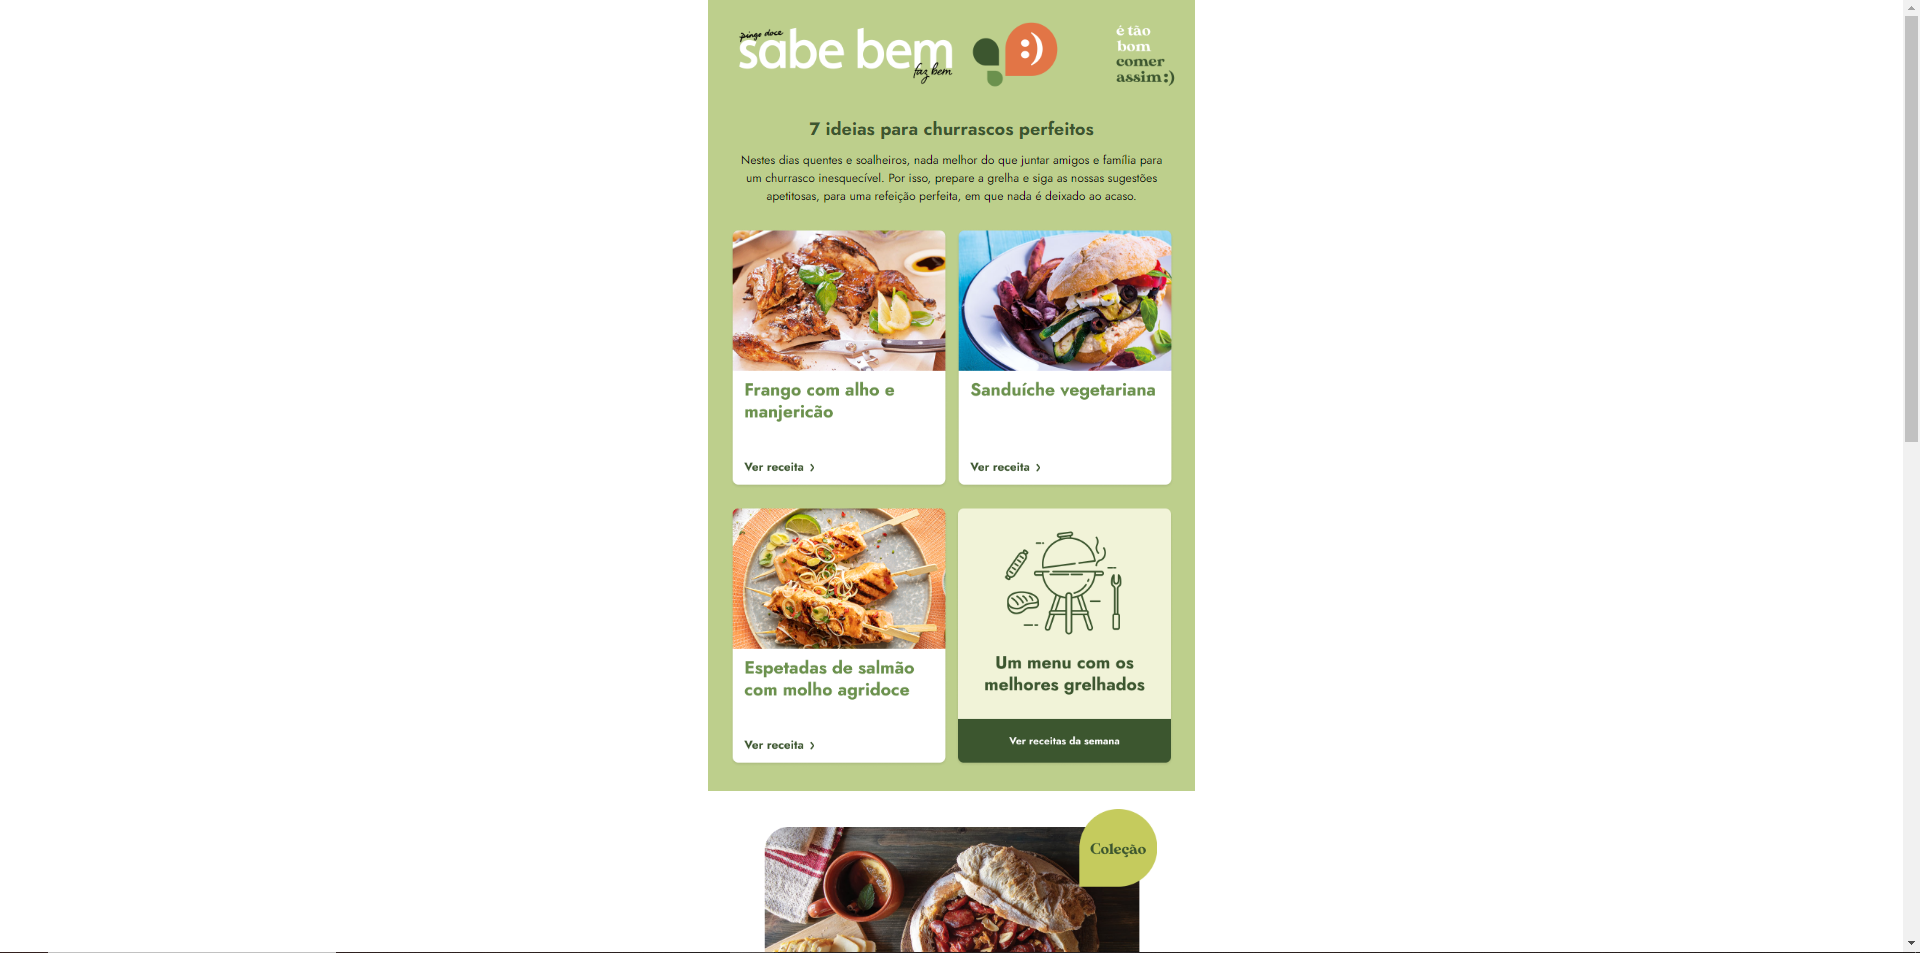 pingo doce
sabe bem
faz bem
:)
é tão
bom
comer
assim:)
7 ideias para churrascos perfeitos
Nestes dias quentes e soalheiros, nada melhor do que juntar amigos e família para
um churrasco inesquecível. Por isso, prepare a grelha e siga as nossas sugestões
apetitosas, para uma refeição perfeita, em que nada é deixado ao acaso.
Frango com alho e
manjericão
Ver receita ›
Sanduíche vegetariana
Ver receita ›
Espetadas de salmão
com molho agridoce
Ver receita ›
Um menu com os
melhores grelhados
Ver receitas da semana
Coleção